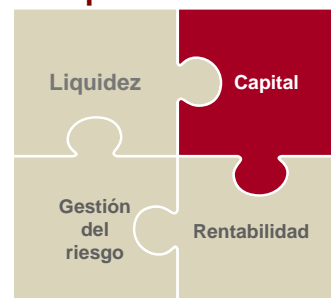 Liquidez
Capital
Gestión
del
riesgo
Rentabilidad